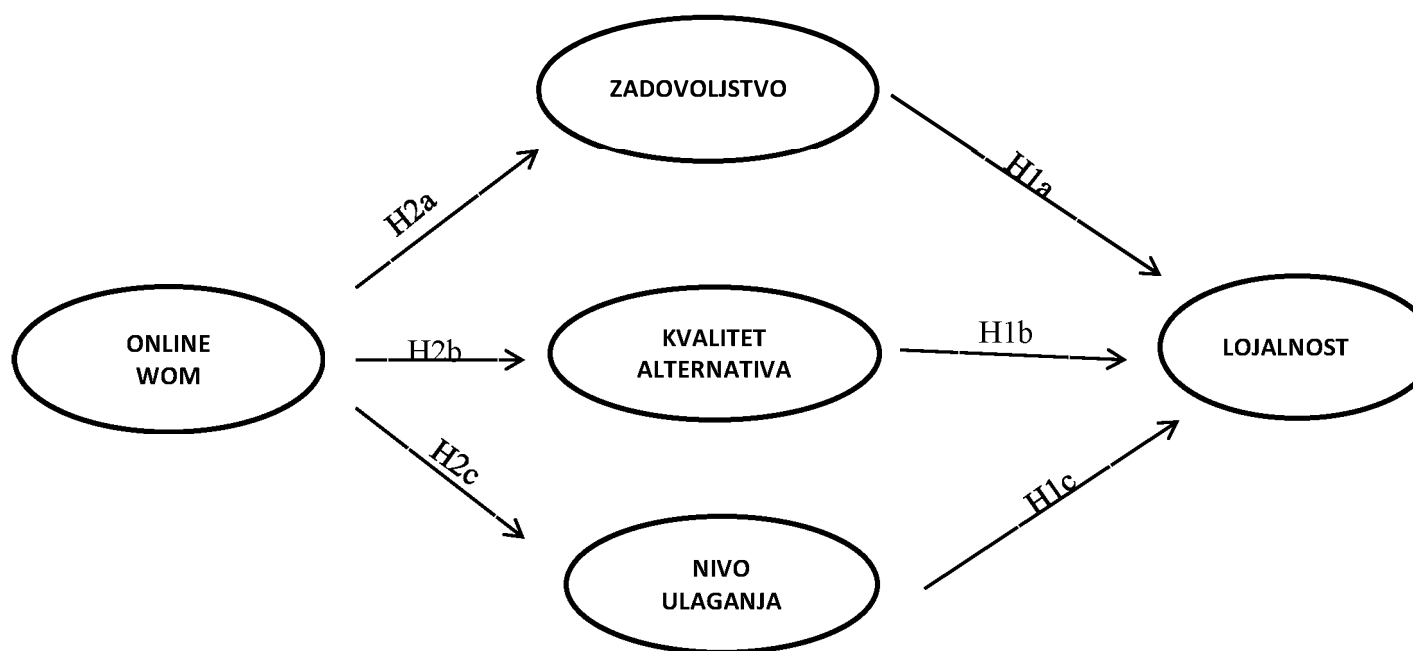 ZADOVOLJSTVO
H2a
H1a
ONLINE
WOM
H2b
KVALITET
ALTERNATIVA
H1b
LOJALNOST
H2c
H1c
NIVO
ULAGANJA